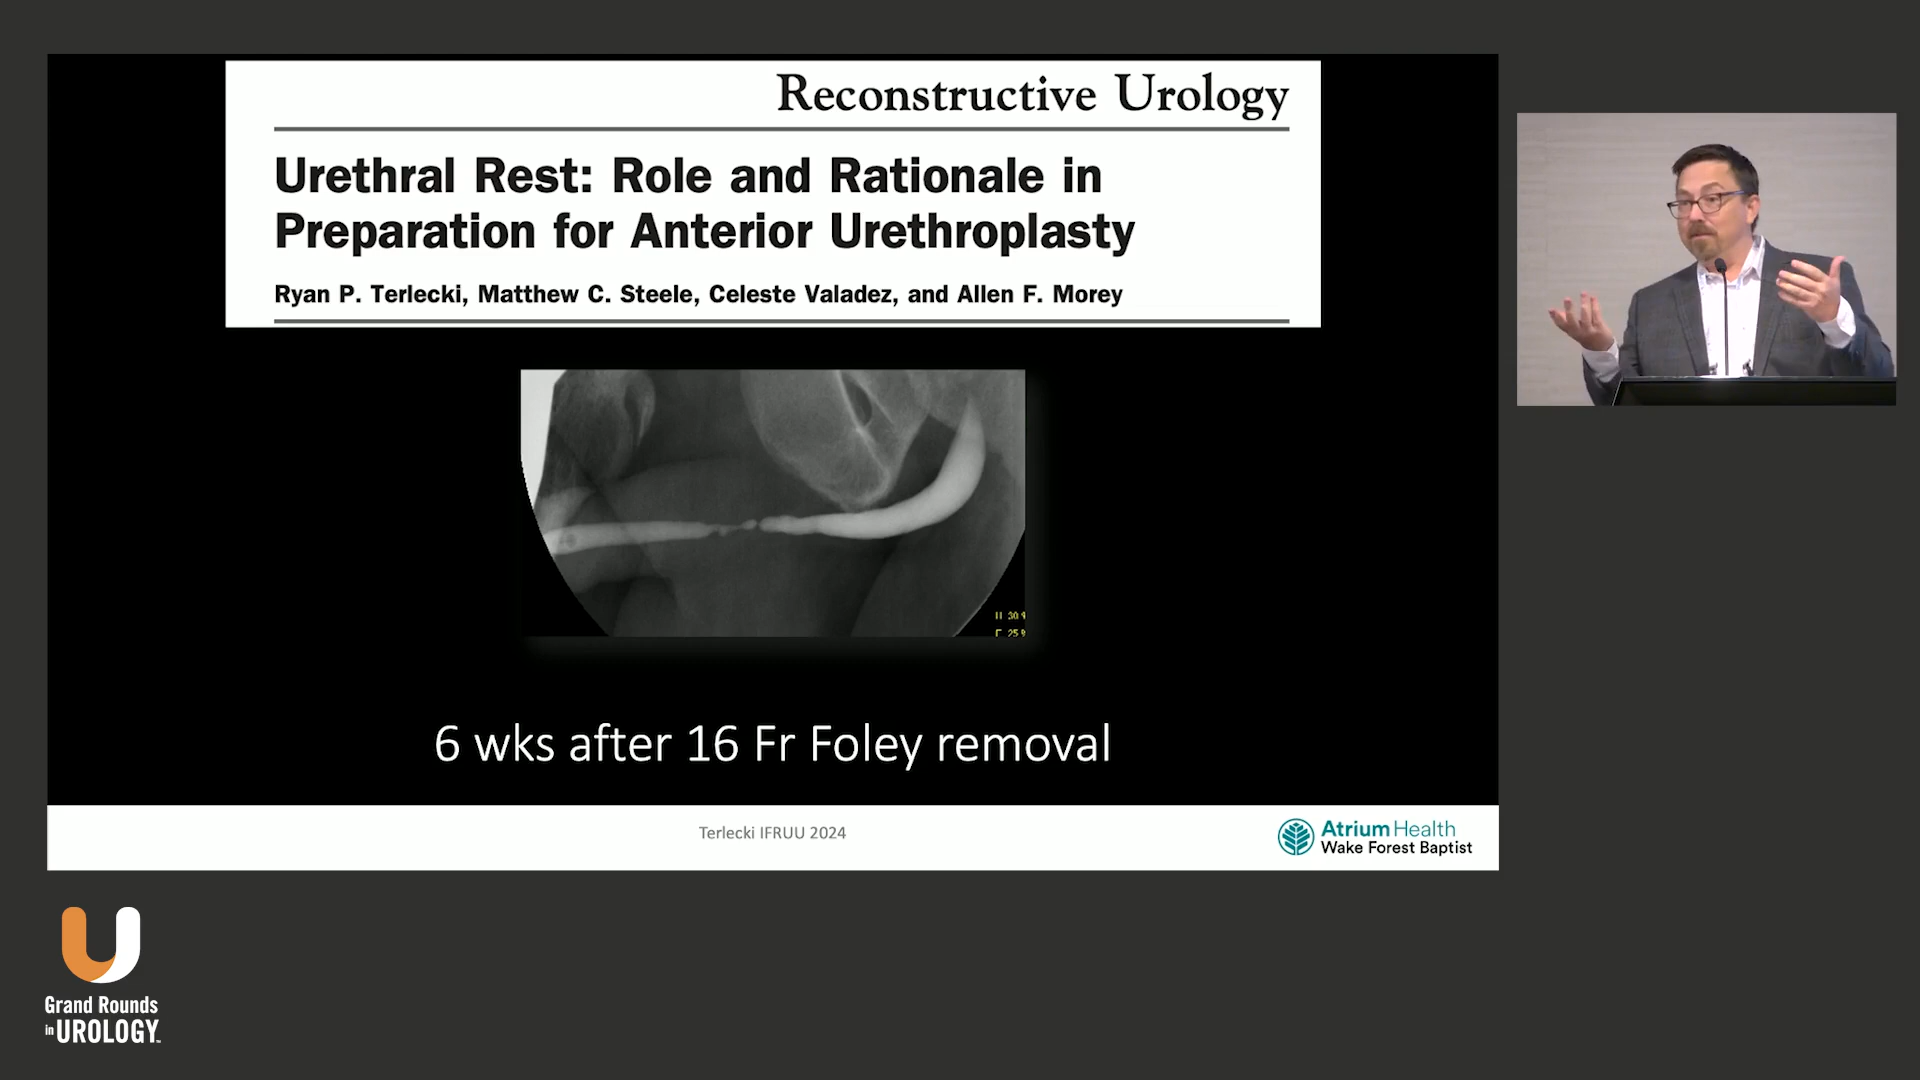 Reconstructive Urology
Urethral Rest: Role and Rationale in
Preparation for Anterior Urethroplasty
Ryan P. Terlecki, Matthew C. Steele, Celeste Valadez, and Allen F. Morey
6 wks after 16 Fr Foley removal
Terlecki IFRUU 2024
Atrium Health
Wake Forest Baptist
Grand Rounds
in UROLOGY